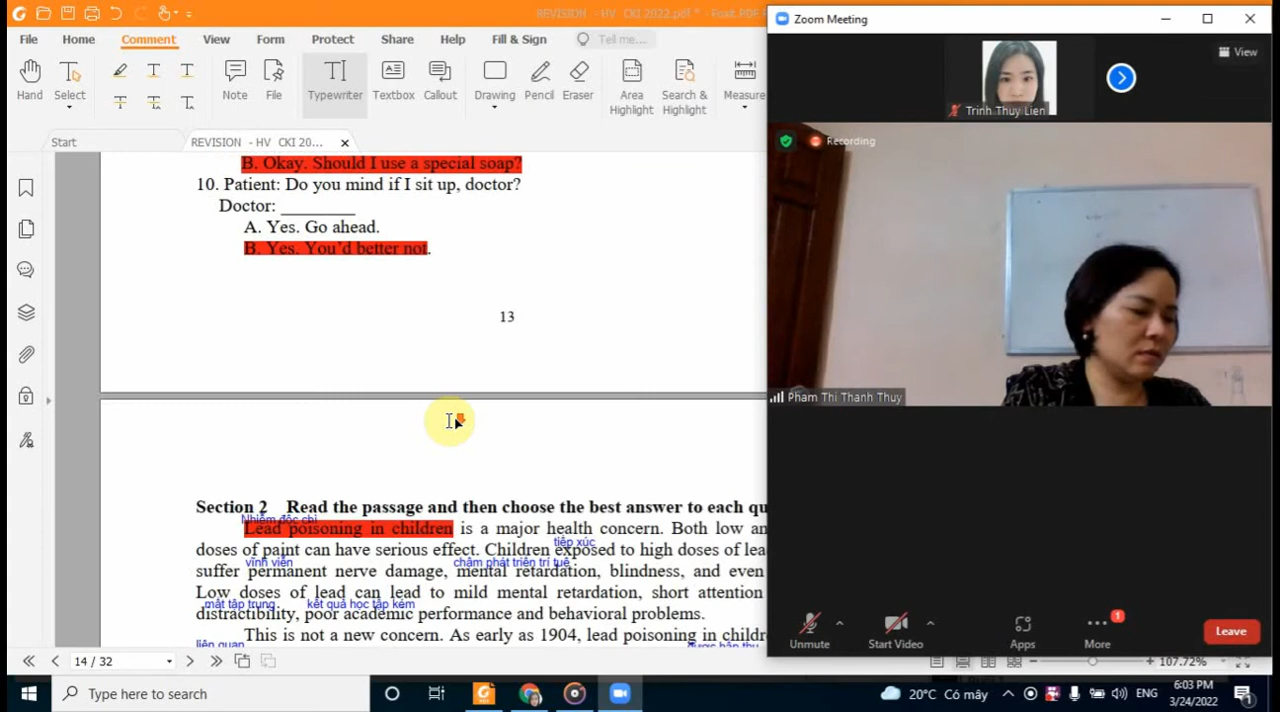 REVISION - HV CKI 2022.pdf * - Foxit PDF
File Home Comment View Form Protect Share Help Fill & Sign Tell me...
Hand Select Note File Typewriter Textbox Callout Drawing Pencil Eraser Area Highlight Search & Highlight Measure
Start REVISION - HV CKI 20...
B. Okay. Should I use a special soap?
10. Patient: Do you mind if I sit up, doctor?
Doctor: ________
A. Yes. Go ahead.
B. Yes. You'd better not.
13
Section 2 Read the passage and then choose the best answer to each qu
Nhiễm độc chì
Lead poisoning in children is a major health concern. Both low an
tiếp xúc
doses of paint can have serious effect. Children exposed to high doses of lea
vĩnh viễn chậm phát triển trí tuệ
suffer permanent nerve damage, mental retardation, blindness, and even
Low doses of lead can lead to mild mental retardation, short attention
mất tập trung kết quả học tập kém
distractibility, poor academic performance and behavioral problems.
This is not a new concern. As early as 1904, lead poisoning in childr
liên quan được hấp thụ
14 / 32
107.72%
Zoom Meeting
View
Trinh Thuy Lien
Recording
Pham Thi Thanh Thuy
Unmute Start Video Apps More 1 Leave
Type here to search
20°C Có mây ENG 6:03 PM
3/24/2022 1